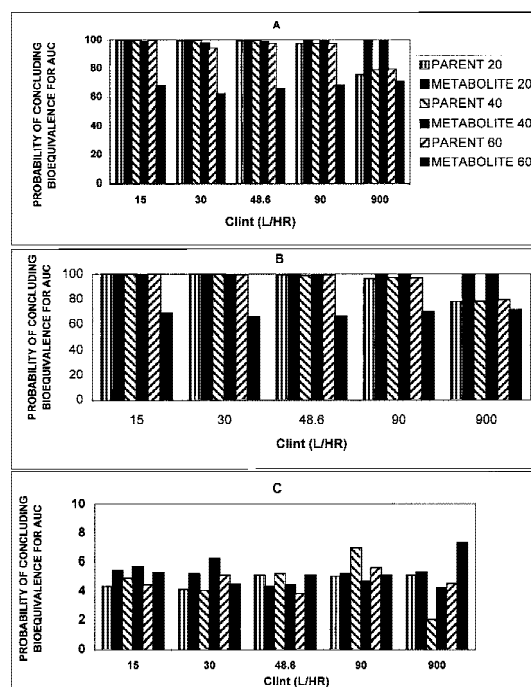 A
PROBABILITY OF CONCLUDING
BIOEQUIVALENCE FOR AUC
100
80
60
40
20
0
15 30 48.6 90 900
Clint (L/HR)
PARENT 20
METABOLITE 20
PARENT 40
METABOLITE 40
PARENT 60
METABOLITE 60
B
PROBABILITY OF CONCLUDING
BIOEQUIVALENCE FOR AUC
100
80
60
40
20
0
15 30 48.6 90 900
Clint (L/HR)
C
PROBABILITY OF CONCLUDING
BIOEQUIVALENCE FOR AUC
10
8
6
4
2
0
15 30 48.6 90 900
Clint (L/HR)